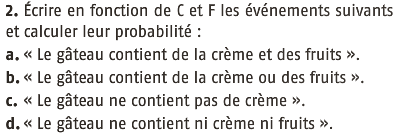 2. Écrire en fonction de C et F les événements suivants
et calculer leur probabilité :
a. « Le gâteau contient de la crème et des fruits ».
b. « Le gâteau contient de la crème ou des fruits ».
c. « Le gâteau ne contient pas de crème ».
d. « Le gâteau ne contient ni crème ni fruits ».